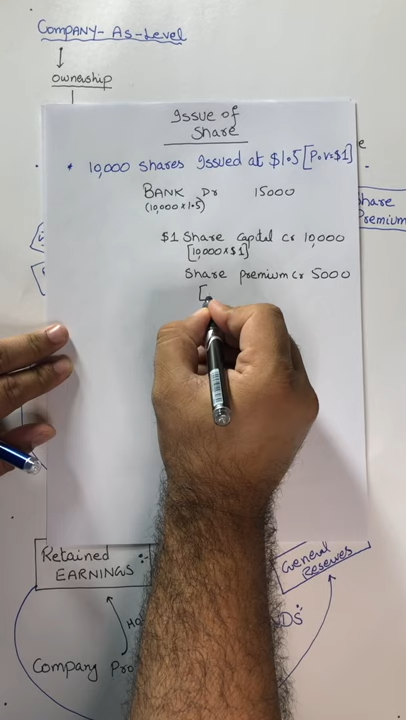 COMPANY- AS-LEVEL
ownership
Issue of
Share
* 10,000 shares Issued at $1.5 [P.V=$1]
BANK Dr 15000
(10,000 x 1.5)
$1 Share Capital Cr 10,000
[10,000 x $1]
Share premium Cr 5000
[
Share
Premium
Retained
EARNINGS
General
Reserves
Company Pro